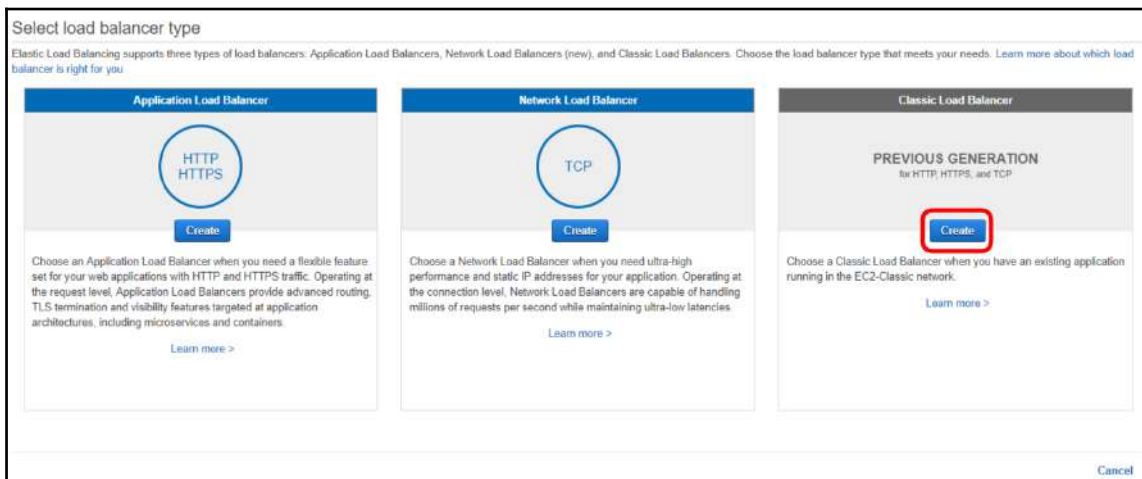 Select load balancer type
Elastic Load Balancing supports three types of load balancers: Application Load Balancers, Network Load Balancers (new), and Classic Load Balancers. Choose the load balancer type that meets your needs. Learn more about which load
balancer is right for you
Application Load Balancer
HTTP
HTTPS
Create
Choose an Application Load Balancer when you need a flexible feature
set for your web applications with HTTP and HTTPS traffic. Operating at
the request level, Application Load Balancers provide advanced routing,
TLS termination and visibility features targeted at application
architectures, including microservices and containers.
Learn more >
Network Load Balancer
TCP
Create
Choose a Network Load Balancer when you need ultra-high
performance and static IP addresses for your application. Operating at
the connection level, Network Load Balancers are capable of handling
millions of requests per second while maintaining ultra-low latencies.
Learn more >
Classic Load Balancer
PREVIOUS GENERATION
for HTTP, HTTPS, and TCP
Create
Choose a Classic Load Balancer when you have an existing application
running in the EC2-Classic network.
Learn more >
Cancel